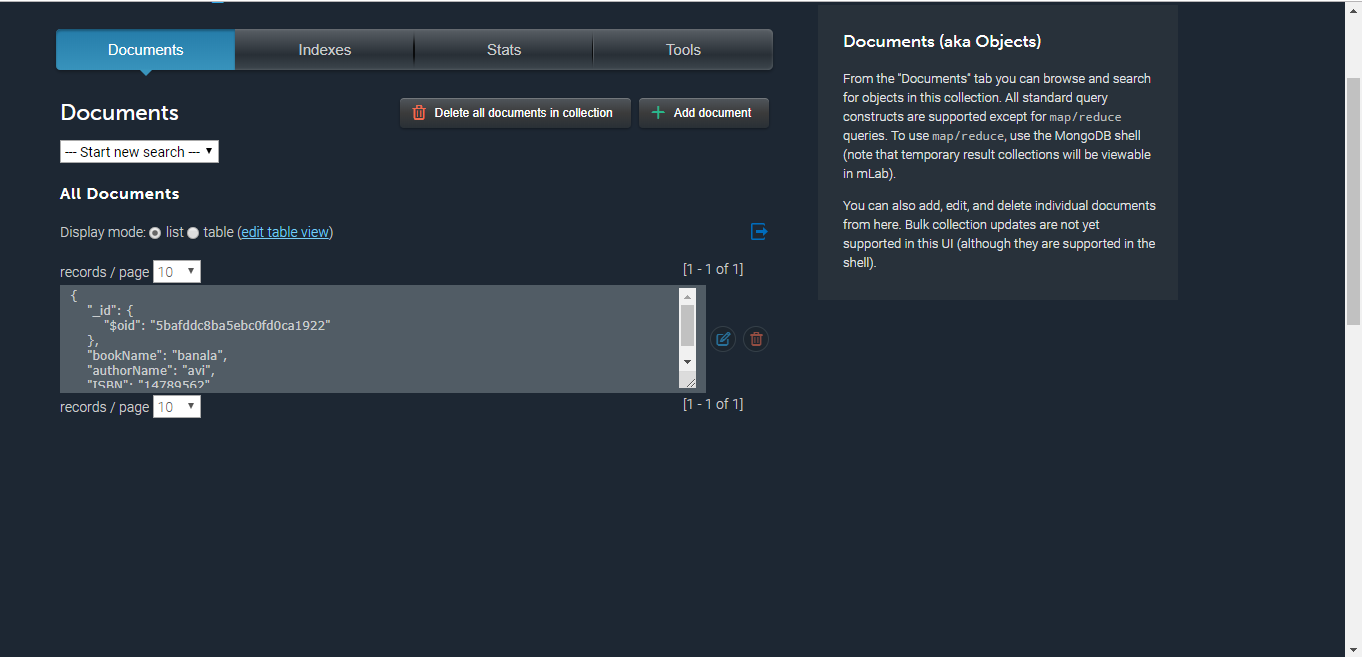 Documents Indexes Stats Tools
Documents
Delete all documents in collection
Add document
--- Start new search ---
All Documents
Display mode: list table (edit table view)
records / page 10
[1 - 1 of 1]
{
"_id": {
"$oid": "5bafddc8ba5ebc0fd0ca1922"
},
"bookName": "banala",
"authorName": "avi",
"ISBN": "14789562"
records / page 10
[1 - 1 of 1]
Documents (aka Objects)
From the "Documents" tab you can browse and search
for objects in this collection. All standard query
constructs are supported except for map/reduce
queries. To use map/reduce, use the MongoDB shell
(note that temporary result collections will be viewable
in mLab).
You can also add, edit, and delete individual documents
from here. Bulk collection updates are not yet
supported in this UI (although they are supported in the
shell).